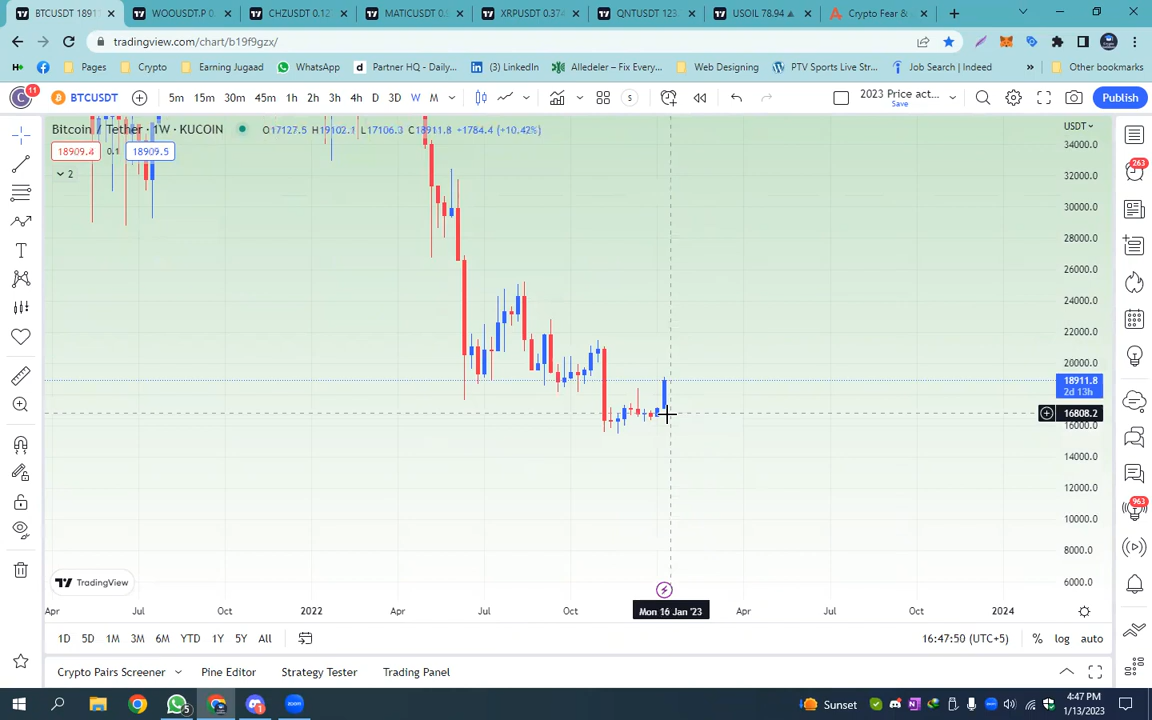 BTCUSDT 1891
WOOUSDT.P 0
CHZUSDT 0.12
MATICUSDT 0.9
XRPUSDT 0.374
QNTUSDT 123.
USOIL 78.94
Crypto Fear &
tradingview.com/chart/b19f9gzx/
Pages
Crypto
Earning Jugaad
WhatsApp
Partner HQ - Daily...
(3) LinkedIn
Alledeler – Fix Every...
Web Designing
PTV Sports Live Str...
Job Search | Indeed
Other bookmarks
C 11
BTCUSDT
5m 15m 30m 45m 1h 2h 3h 4h D 3D W M
2023 Price act...
Save
Publish
Bitcoin / Tether · 1W · KUCOIN
O17127.5 H19102.1 L17106.3 C18911.8 +1784.4 (+10.42%)
USDT
18909.4 0.1 18909.5
2
34000.0
32000.0
30000.0
28000.0
26000.0
24000.0
22000.0
20000.0
18911.8
2d 13h
16808.2
16000.0
14000.0
12000.0
10000.0
8000.0
6000.0
263
963
TradingView
Apr Jul Oct 2022 Apr Jul Oct Mon 16 Jan '23 Apr Jul Oct 2024
1D 5D 1M 3M 6M YTD 1Y 5Y All
16:47:50 (UTC+5) % log auto
Crypto Pairs Screener
Pine Editor
Strategy Tester
Trading Panel
5
Sunset
4:47 PM
1/13/2023